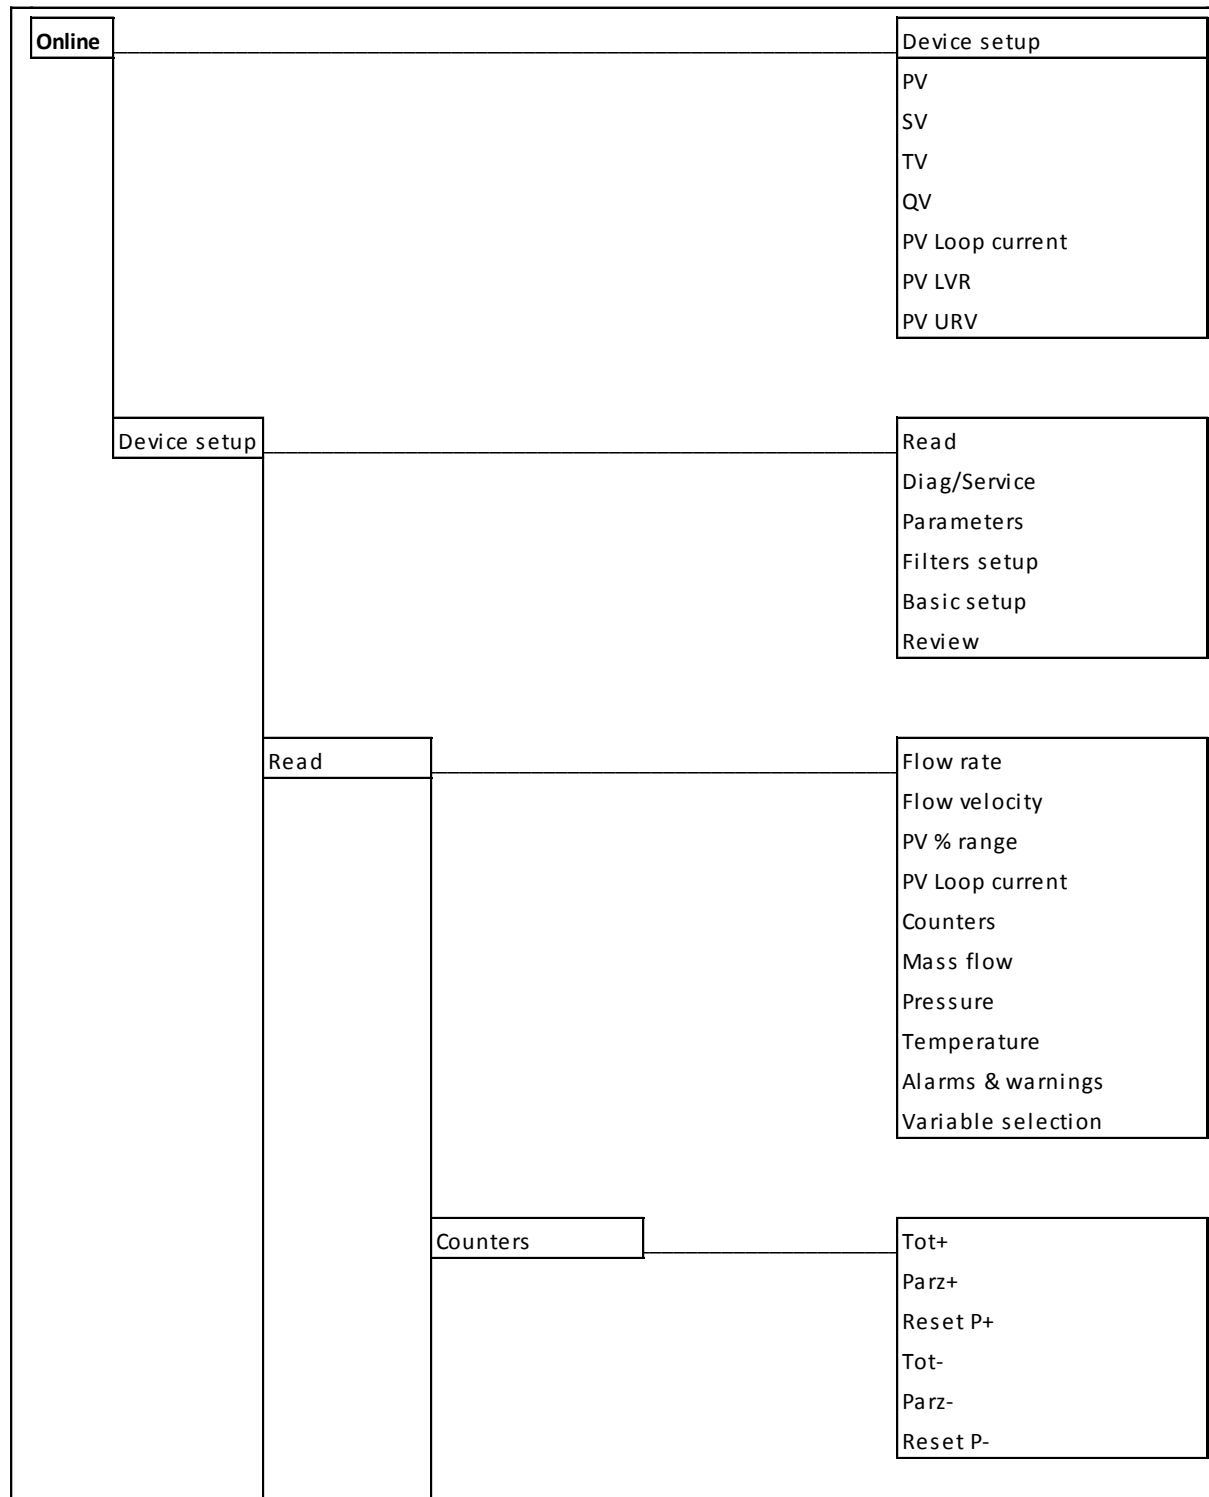 Online
Device setup
PV
SV
TV
QV
PV Loop current
PV LVR
PV URV
Device setup
Read
Diag/Service
Parameters
Filters setup
Basic setup
Review
Read
Flow rate
Flow velocity
PV % range
PV Loop current
Counters
Mass flow
Pressure
Temperature
Alarms & warnings
Variable selection
Counters
Tot+
Parz+
Reset P+
Tot-
Parz-
Reset P-